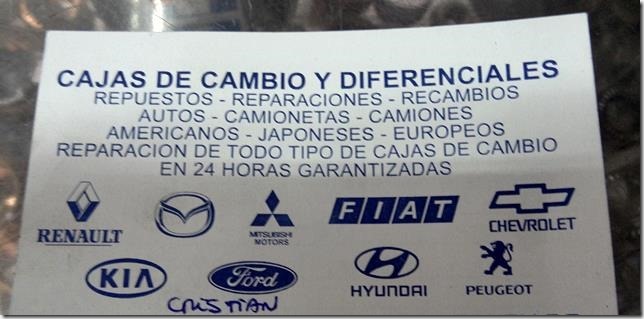 CAJAS DE CAMBIO Y DIFERENCIALES
REPUESTOS - REPARACIONES - RECAMBIOS
AUTOS - CAMIONETAS - CAMIONES
AMERICANOS - JAPONESES - EUROPEOS
REPARACION DE TODO TIPO DE CAJAS DE CAMBIO
EN 24 HORAS GARANTIZADAS
RENAULT
MITSUBISHI
MOTORS
FIAT
CHEVROLET
KIA
Ford
HYUNDAI
PEUGEOT
CRISTIAN